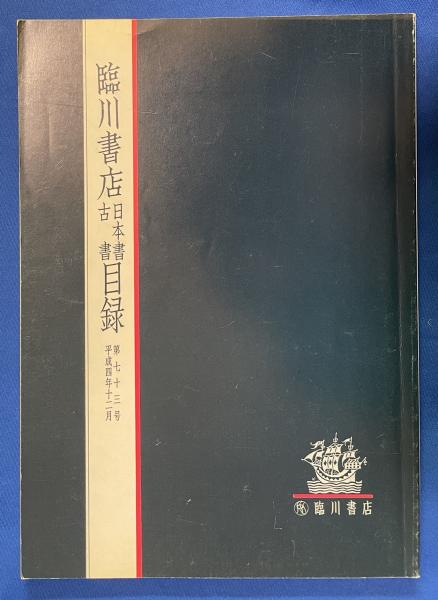 臨川書店
日本書
古書
目録
第七十三号
平成四年十二月
臨川書店